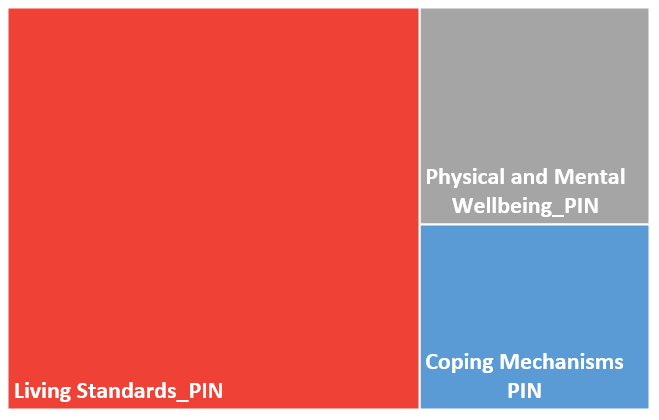 Physical and Mental
Wellbeing_PIN
Living Standards_PIN
Coping Mechanisms
PIN